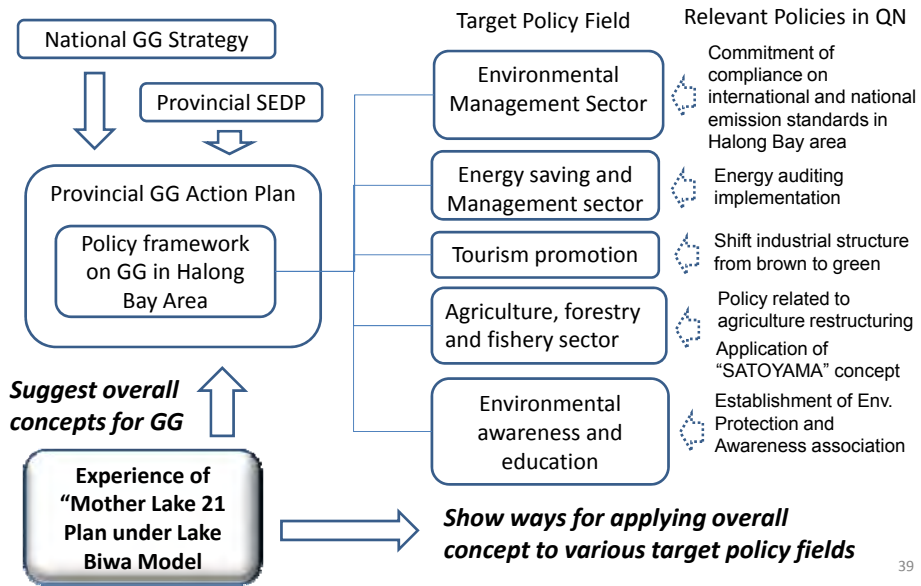 Target Policy Field
Relevant Policies in QN
National GG Strategy
Provincial SEDP
Provincial GG Action Plan
Policy framework
on GG in Halong
Bay Area
Suggest overall
concepts for GG
Experience of
“Mother Lake 21
Plan under Lake
Biwa Model
Environmental
Management Sector
Commitment of
compliance on
international and national
emission standards in
Halong Bay area
Energy saving and
Management sector
Energy auditing
implementation
Tourism promotion
Shift industrial structure
from brown to green
Agriculture, forestry
and fishery sector
Policy related to
agriculture restructuring
Application of
“SATOYAMA” concept
Environmental
awareness and
education
Establishment of Env.
Protection and
Awareness association
Show ways for applying overall
concept to various target policy fields
39